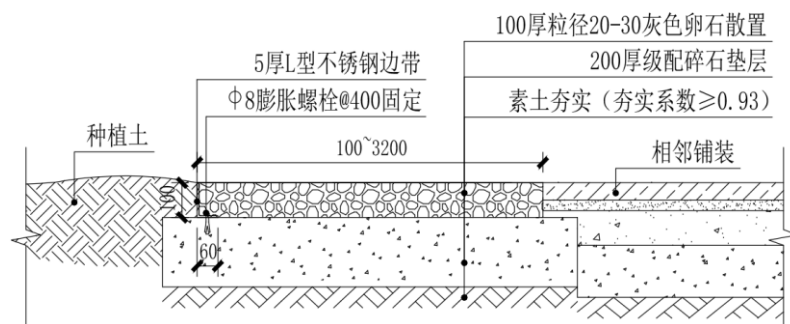 100厚粒径20-30灰色卵石散置
5厚L型不锈钢边带
200厚级配碎石垫层
φ8膨胀螺栓@400固定
素土夯实（夯实系数≥0.93）
种植土
100~3200
相邻铺装
100
60